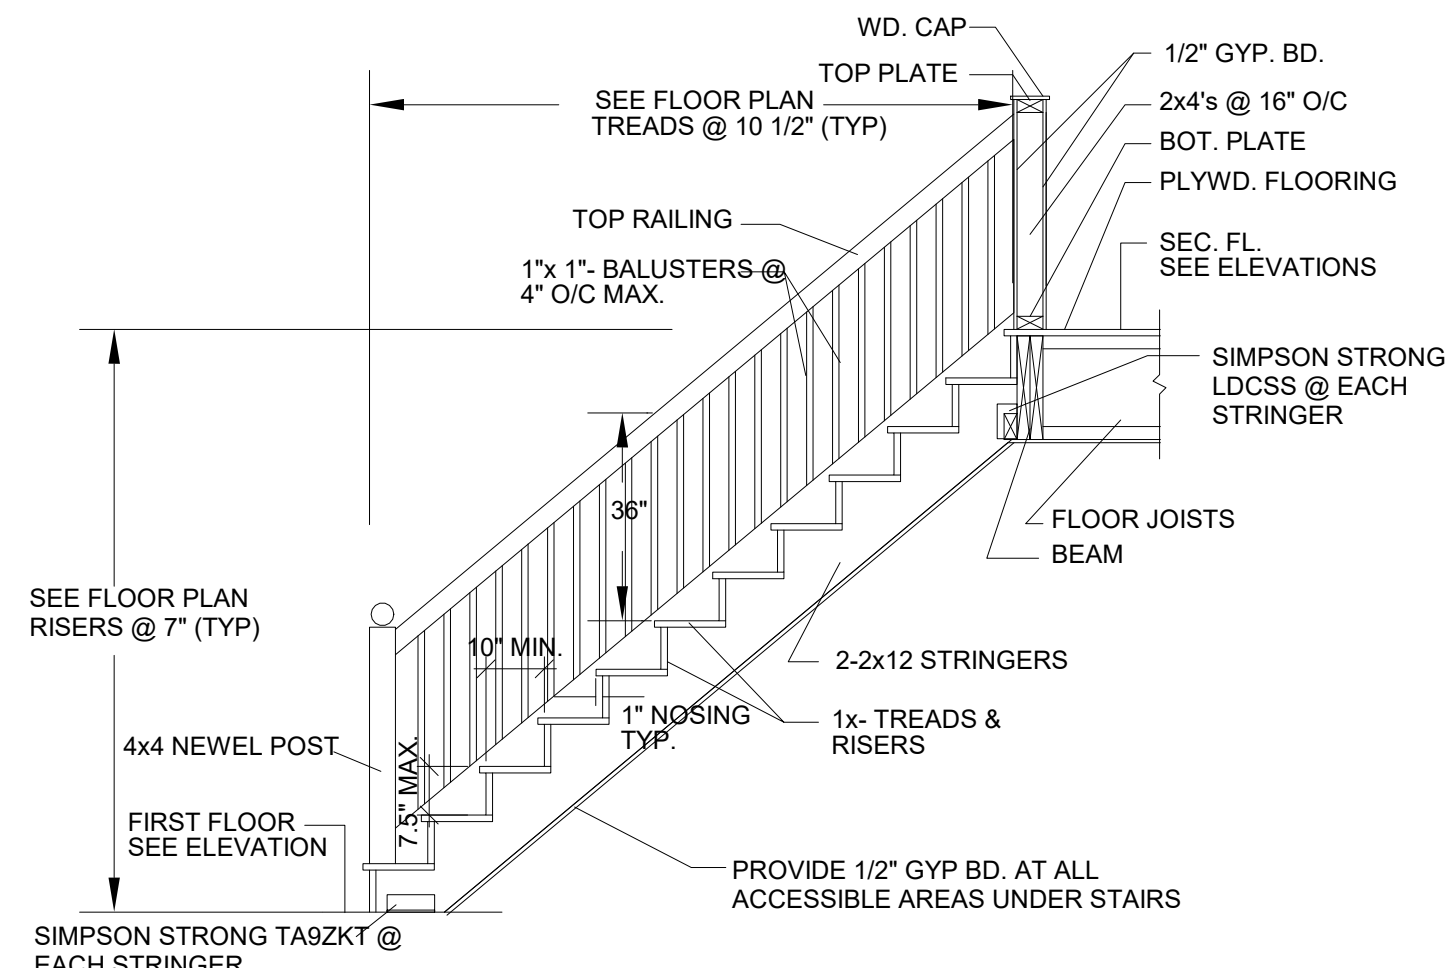 WD. CAP
TOP PLATE
1/2" GYP. BD.
SEE FLOOR PLAN
TREADS @ 10 1/2" (TYP)
2x4's @ 16" O/C
BOT. PLATE
PLYWD. FLOORING
TOP RAILING
SEC. FL.
SEE ELEVATIONS
1"x 1"- BALUSTERS @
4" O/C MAX.
SIMPSON STRONG
LDCSS @ EACH
STRINGER
36"
FLOOR JOISTS
BEAM
SEE FLOOR PLAN
RISERS @ 7" (TYP)
10" MIN.
2-2x12 STRINGERS
1" NOSING
TYP.
1x- TREADS &
RISERS
4x4 NEWEL POST
7.5" MAX.
FIRST FLOOR
SEE ELEVATION
PROVIDE 1/2" GYP BD. AT ALL
ACCESSIBLE AREAS UNDER STAIRS
SIMPSON STRONG TA9ZKT @
EACH STRINGER